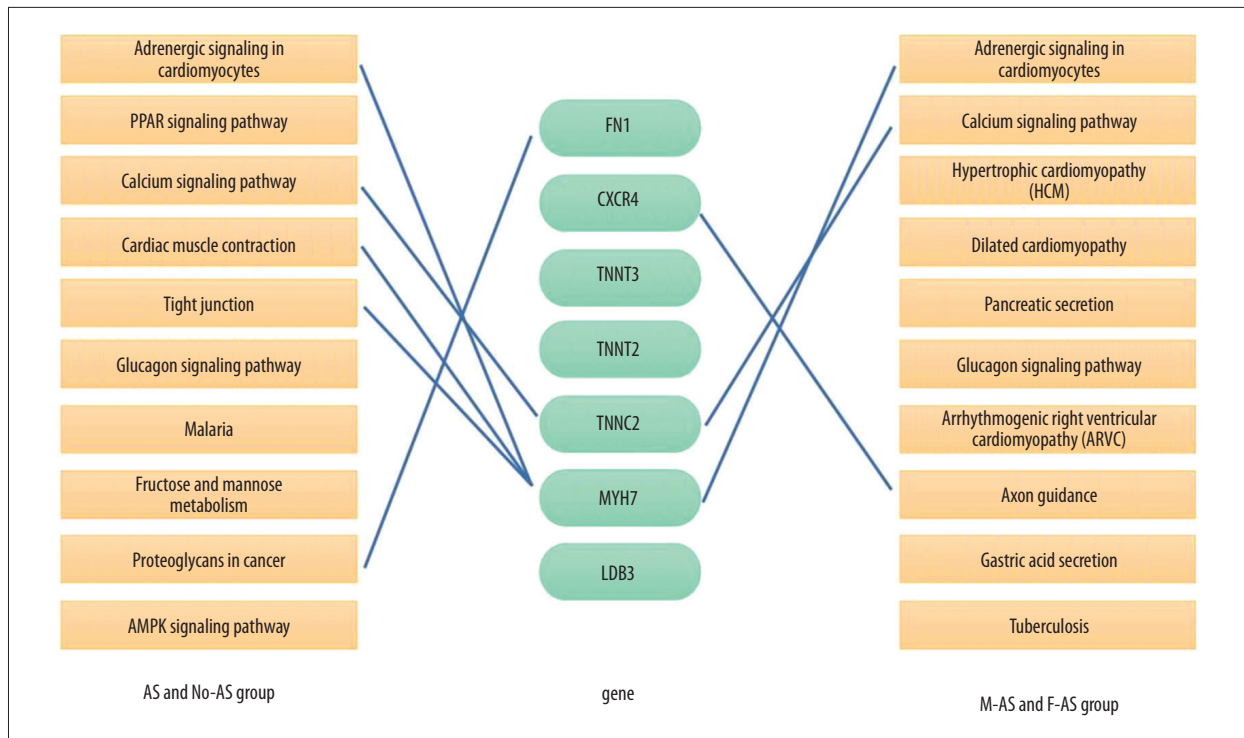 Adrenergic signaling in
cardiomyocytes
PPAR signaling pathway
Calcium signaling pathway
Cardiac muscle contraction
Tight junction
Glucagon signaling pathway
Malaria
Fructose and mannose
metabolism
Proteoglycans in cancer
AMPK signaling pathway
AS and No-AS group
FN1
CXCR4
TNNT3
TNNT2
TNNC2
MYH7
LDB3
gene
Adrenergic signaling in
cardiomyocytes
Calcium signaling pathway
Hypertrophic cardiomyopathy
(HCM)
Dilated cardiomyopathy
Pancreatic secretion
Glucagon signaling pathway
Arrhythmogenic right ventricular
cardiomyopathy (ARVC)
Axon guidance
Gastric acid secretion
Tuberculosis
M-AS and F-AS group